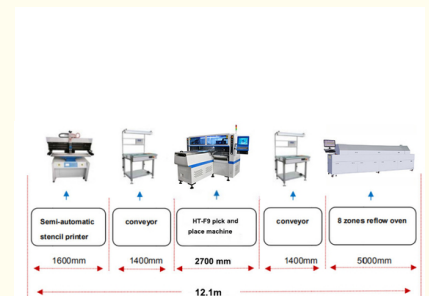 Semi-automatic
stencil printer
conveyor
HT-F9 pick and
place machine
conveyor
8 zones reflow oven
1600mm
1400mm
2700 mm
1400mm
5000mm
12.1m